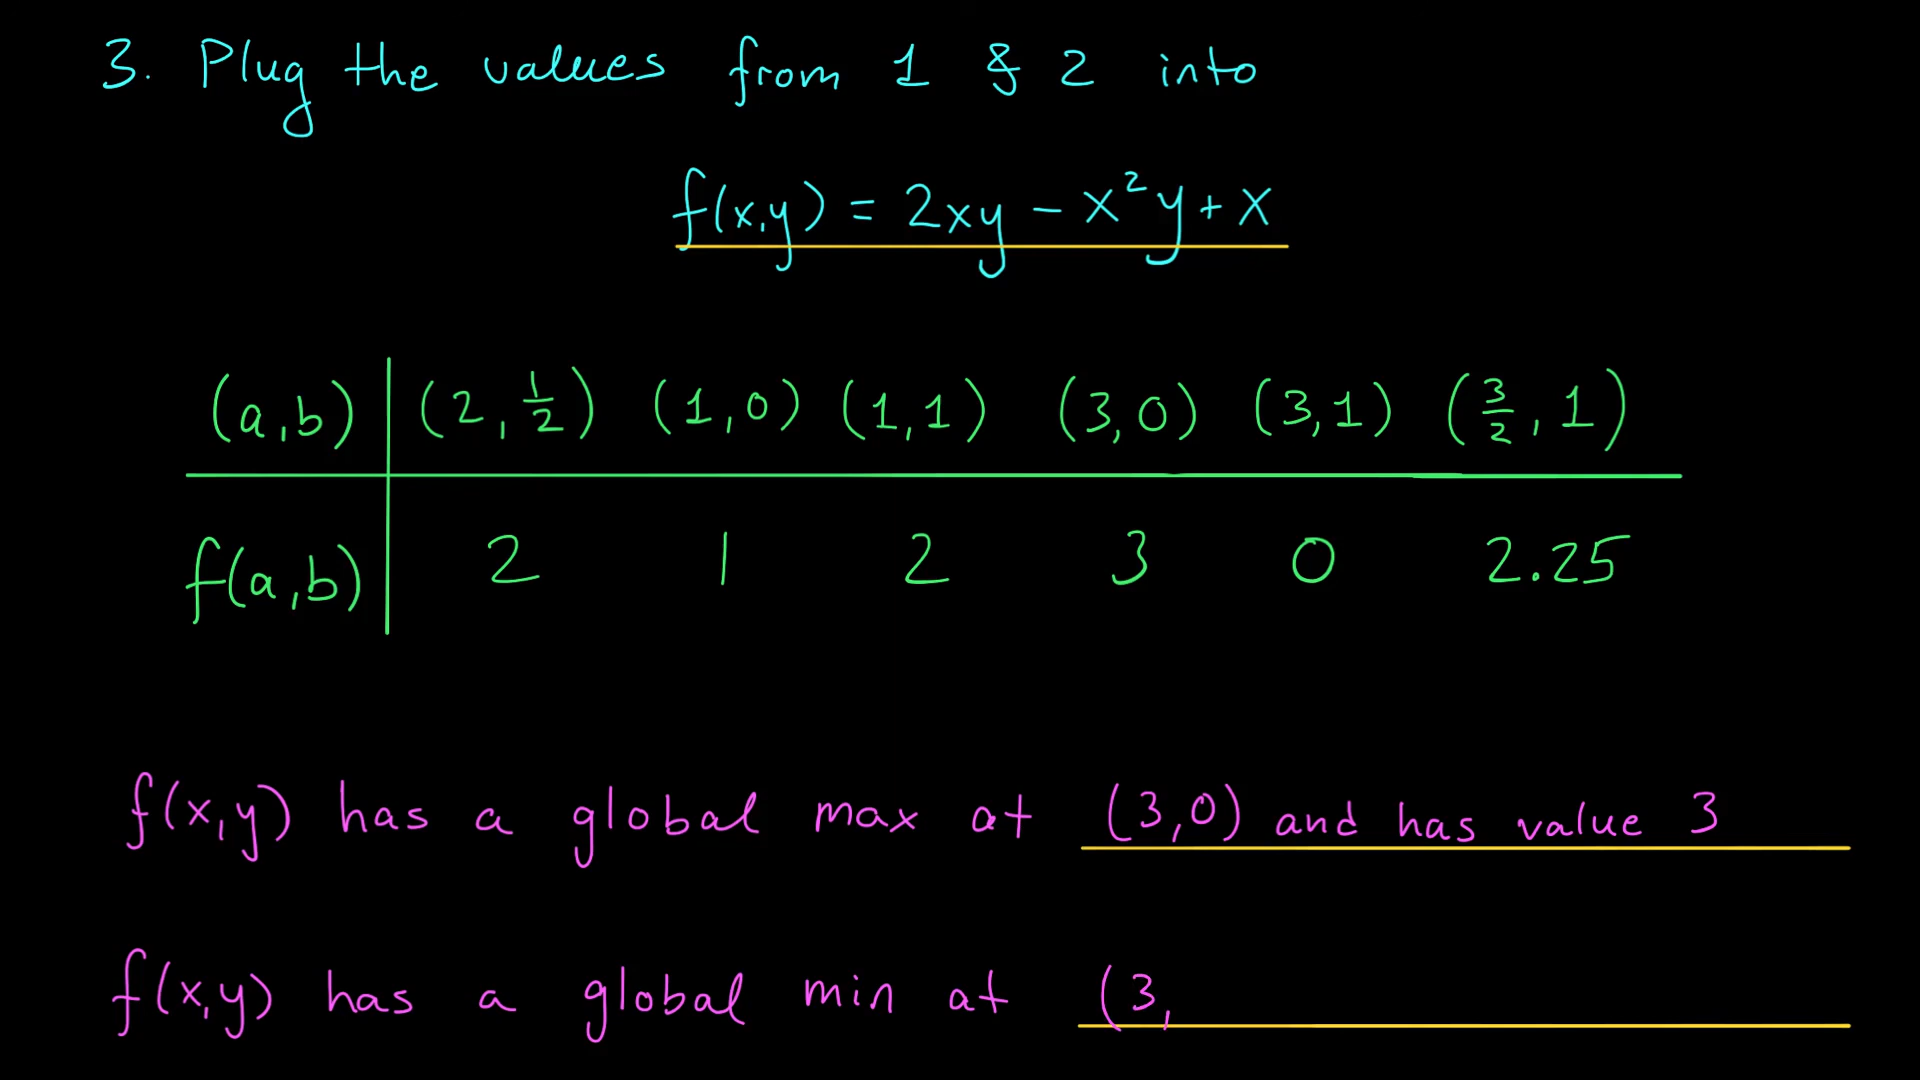 3. Plug the values from 1 & 2 into
f(x,y) = 2xy - x²y + x
(a,b) (2, 1/2) (1,0) (1,1) (3,0) (3,1) (3/2, 1)
f(a,b) 2 1 2 3 0 2.25
f(x,y) has a global max at (3,0) and has value 3
f(x,y) has a global min at (3,